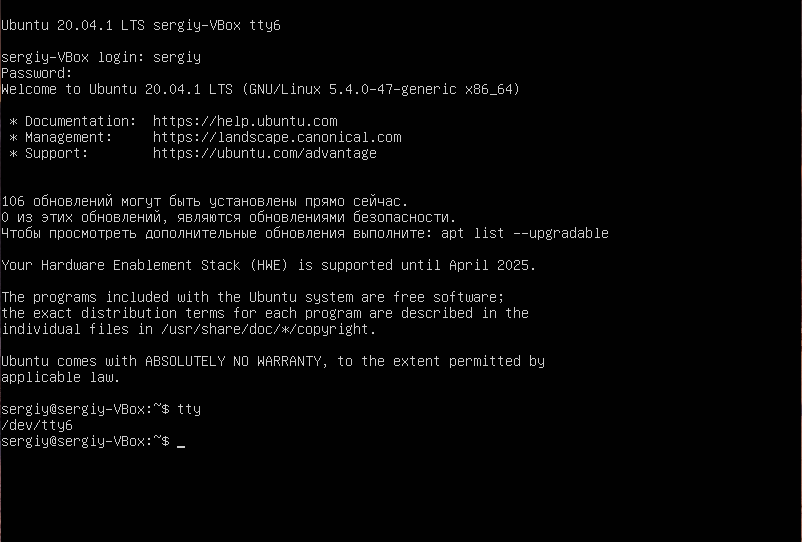 Ubuntu 20.04.1 LTS sergiy-VBox tty6
sergiy-VBox login: sergiy
Password:
Welcome to Ubuntu 20.04.1 LTS (GNU/Linux 5.4.0-47-generic x86_64)
* Documentation:  https://help.ubuntu.com
* Management:     https://landscape.canonical.com
* Support:        https://ubuntu.com/advantage
106 обновлений могут быть установлены прямо сейчас.
0 из этих обновлений, являются обновлениями безопасности.
Чтобы просмотреть дополнительные обновления выполните: apt list --upgradable
Your Hardware Enablement Stack (HWE) is supported until April 2025.
The programs included with the Ubuntu system are free software;
the exact distribution terms for each program are described in the
individual files in /usr/share/doc/*/copyright.
Ubuntu comes with ABSOLUTELY NO WARRANTY, to the extent permitted by
applicable law.
sergiy@sergiy-VBox:~$ tty
/dev/tty6
sergiy@sergiy-VBox:~$ _